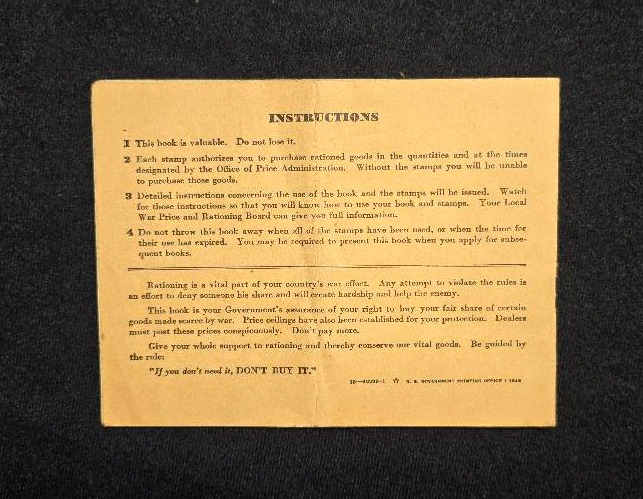 INSTRUCTIONS
1 This book is valuable. Do not lose it.
2 Each stamp authorizes you to purchase rationed goods in the quantities and at the times
designated by the Office of Price Administration. Without the stamps you will be unable
to purchase those goods.
3 Detailed instructions concerning the use of the book and the stamps will be issued. Watch
for those instructions so that you will know how to use your book and stamps. Your Local
War Price and Rationing Board can give you full information.
4 Do not throw this book away when all of the stamps have been used, or when the time for
their use has expired. You may be required to present this book when you apply for subse-
quent books.
Rationing is a vital part of your country's war effort. Any attempt to violate the rules is
an effort to deny someone his share and will create hardship and help the enemy.
This book is your Government's assurance of your right to buy your fair share of certain
goods made scarce by war. Price ceilings have also been established for your protection. Dealers
must post these prices conspicuously. Don't pay more.
Give your whole support to rationing and thereby conserve our vital goods. Be guided by
the rule:
"If you don't need it, DON'T BUY IT."
☆ U. S. GOVERNMENT PRINTING OFFICE :